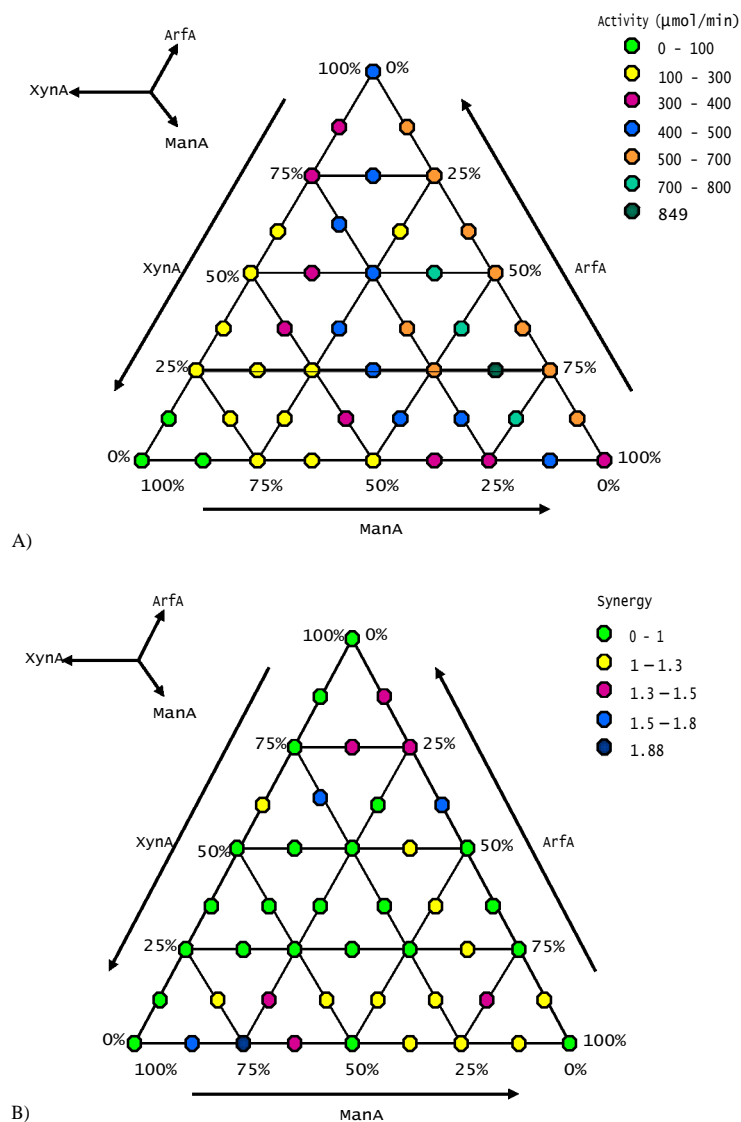 Activity (µmol/min)
0 - 100
100 - 300
300 - 400
400 - 500
500 - 700
700 - 800
849
ArfA
XynA
ManA
100% 0%
75% 25%
XynA ArfA
50% 50%
25% 75%
0% 100%
100% 75% 50% 25% 0%
ManA
A)
Synergy
0 - 1
1 – 1.3
1.3 – 1.5
1.5 – 1.8
1.88
ArfA
XynA
ManA
100% 0%
75% 25%
XynA ArfA
50% 50%
25% 75%
0% 100%
100% 75% 50% 25% 0%
ManA
B)